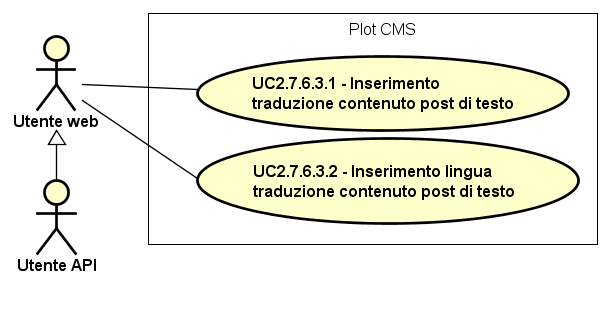 Plot CMS
UC2.7.6.3.1 - Inserimento
traduzione contenuto post di testo
Utente web
UC2.7.6.3.2 - Inserimento lingua
traduzione contenuto post di testo
Utente API